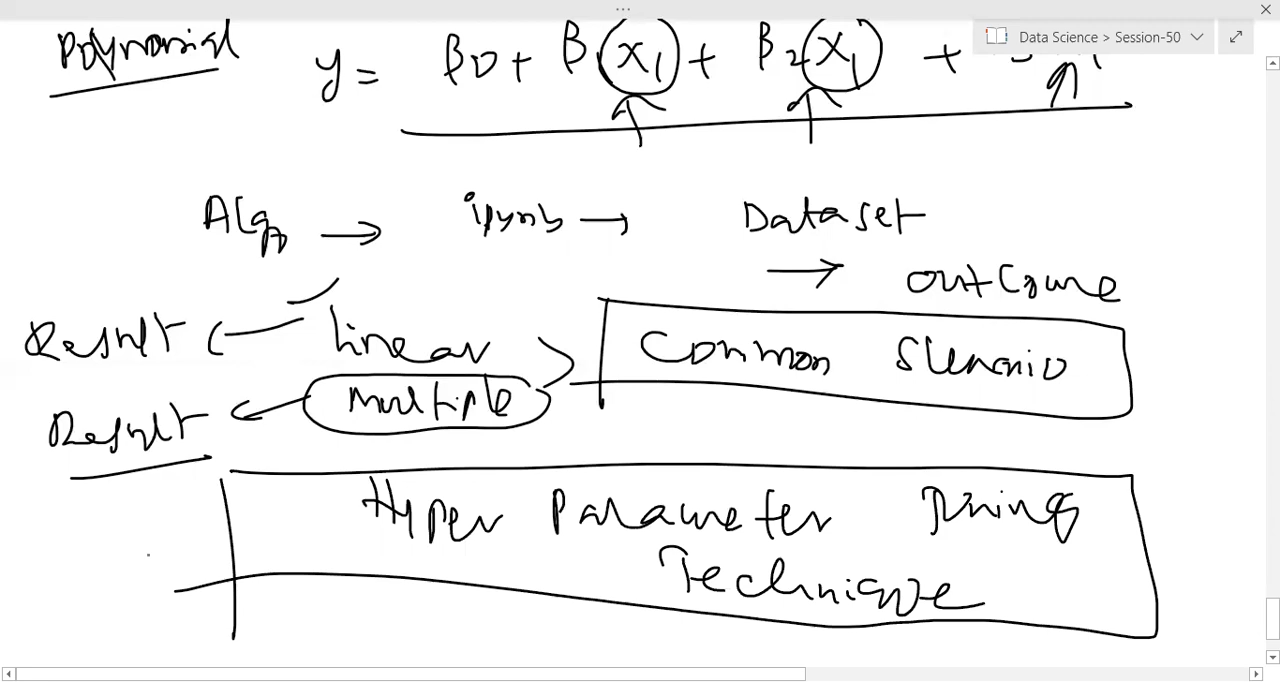 Data Science > Session-50
Polynomial
y = β0 + β1(x1) + β2(x1) +
Algo → ipynb → Dataset
→ outcome
Result ← linear
Common Scenario
Result ← multiple
Hyper Parameter Tuning
Technique